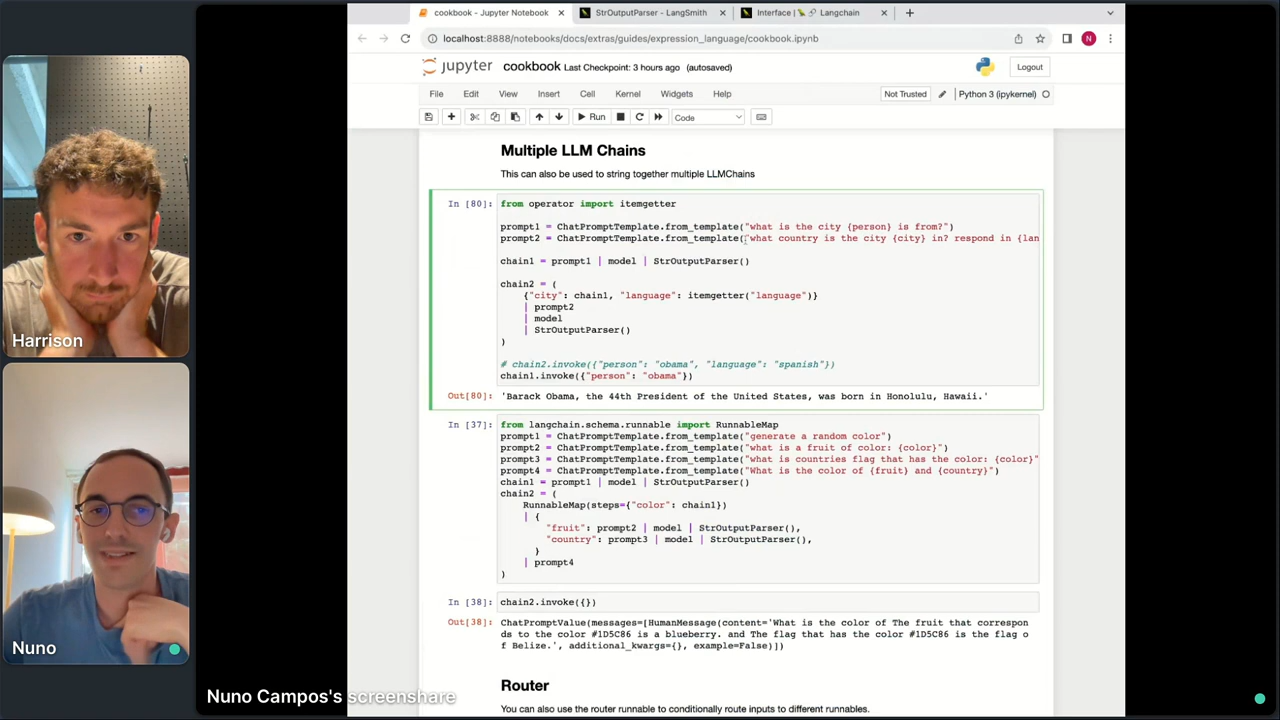 cookbook - Jupyter Notebook
StrOutputParser - LangSmith
Interface | 🦜️🔗 Langchain
localhost:8888/notebooks/docs/extras/guides/expression_language/cookbook.ipynb
N
jupyter cookbook Last Checkpoint: 3 hours ago (autosaved)
Logout
File Edit View Insert Cell Kernel Widgets Help
Not Trusted
Python 3 (ipykernel)
Run
Code
Multiple LLM Chains
This can also be used to string together multiple LLMChains
In [80]: from operator import itemgetter
prompt1 = ChatPromptTemplate.from_template("what is the city {person} is from?")
prompt2 = ChatPromptTemplate.from_template("what country is the city {city} in? respond in {lan
chain1 = prompt1 | model | StrOutputParser()
chain2 = (
{"city": chain1, "language": itemgetter("language")}
| prompt2
| model
| StrOutputParser()
)
# chain2.invoke({"person": "obama", "language": "spanish"})
chain1.invoke({"person": "obama"})
Out[80]: 'Barack Obama, the 44th President of the United States, was born in Honolulu, Hawaii.'
In [37]: from langchain.schema.runnable import RunnableMap
prompt1 = ChatPromptTemplate.from_template("generate a random color")
prompt2 = ChatPromptTemplate.from_template("what is a fruit of color: {color}")
prompt3 = ChatPromptTemplate.from_template("what is countries flag that has the color: {color}"
prompt4 = ChatPromptTemplate.from_template("What is the color of {fruit} and {country}")
chain1 = prompt1 | model | StrOutputParser()
chain2 = (
RunnableMap(steps={"color": chain1})
| {
"fruit": prompt2 | model | StrOutputParser(),
"country": prompt3 | model | StrOutputParser(),
}
| prompt4
)
In [38]: chain2.invoke({})
Out[38]: ChatPromptValue(messages=[HumanMessage(content='What is the color of The fruit that correspon
ds to the color #1D5C86 is a blueberry. and The flag that has the color #1D5C86 is the flag o
f Belize.', additional_kwargs={}, example=False)])
Router
You can also use the router runnable to conditionally route inputs to different runnables.
Harrison
Nuno
Nuno Campos's screenshare